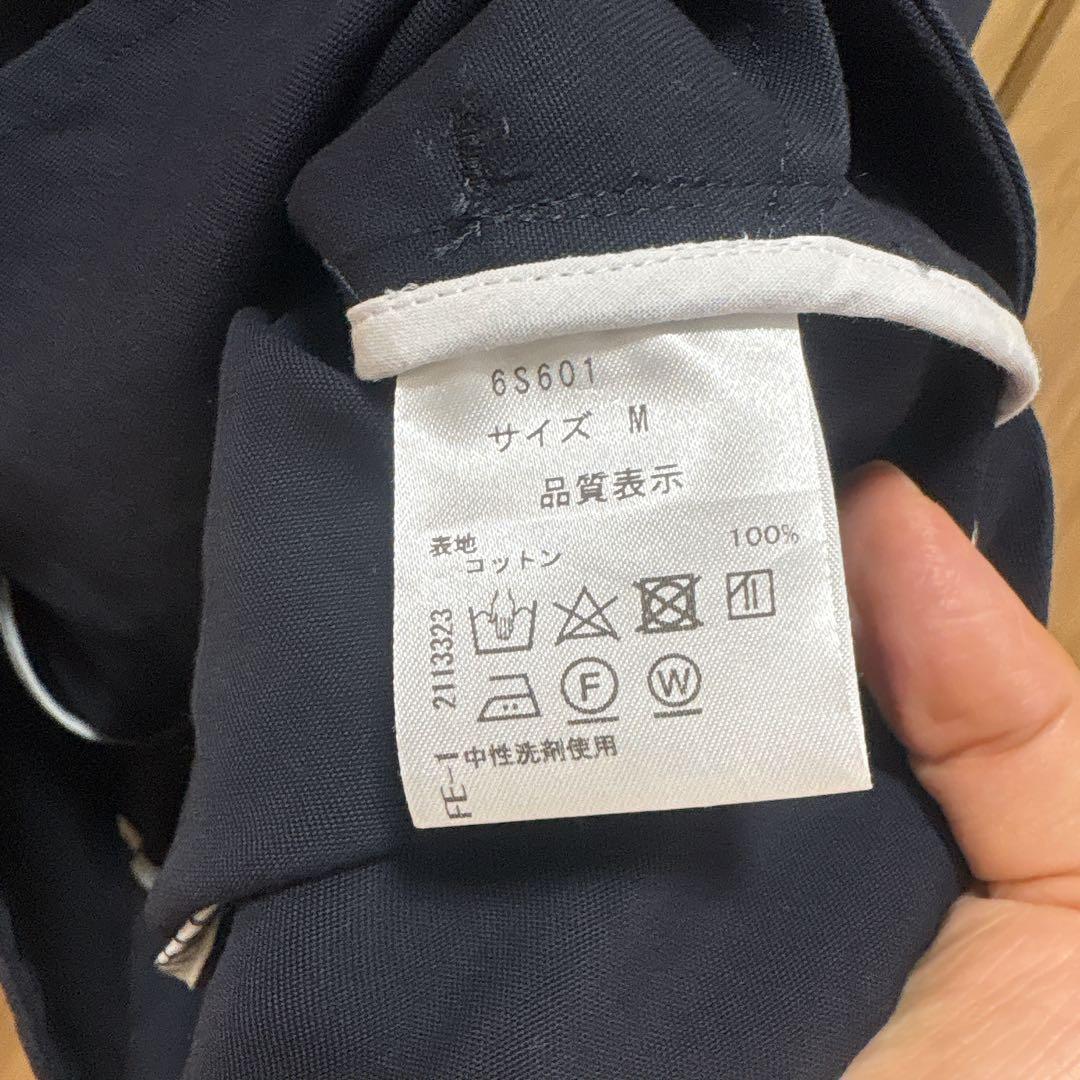 6S601
サイズ M
品質表示
表地
コットン 100%
F W
中性洗剤使用
FE-1 2113323